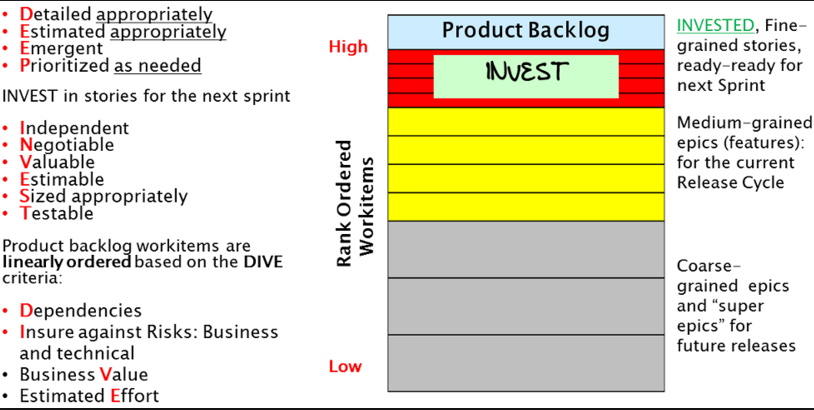 Detailed appropriately
Estimated appropriately
Emergent
Prioritized as needed
INVEST in stories for the next sprint
Independent
Negotiable
Valuable
Estimable
Sized appropriately
Testable
Product backlog workitems are
linearly ordered based on the DIVE
criteria:
Dependencies
Insure against Risks: Business
and technical
Business Value
Estimated Effort
High
Rank Ordered
Workitems
Low
Product Backlog
INVEST
INVESTED, Fine-
grained stories,
ready-ready for
next Sprint
Medium-grained
epics (features):
for the current
Release Cycle
Coarse-
grained epics
and “super
epics” for
future releases